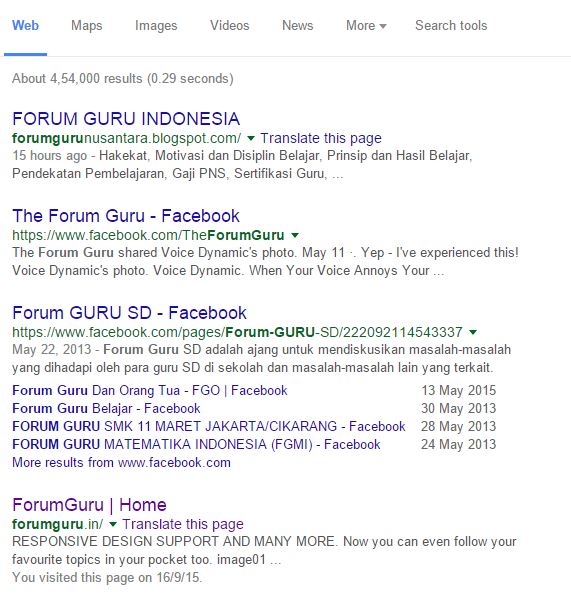 Web Maps Images Videos News More Search tools
About 4,54,000 results (0.29 seconds)
FORUM GURU INDONESIA
forumgurunusantara.blogspot.com/ Translate this page
15 hours ago - Hakekat, Motivasi dan Disiplin Belajar, Prinsip dan Hasil Belajar,
Pendekatan Pembelajaran, Gaji PNS, Sertifikasi Guru, ...
The Forum Guru - Facebook
https://www.facebook.com/TheForumGuru
The Forum Guru shared Voice Dynamic's photo. May 11 ·. Yep - I've experienced this!
Voice Dynamic's photo. Voice Dynamic. When Your Voice Annoys Your ...
Forum GURU SD - Facebook
https://www.facebook.com/pages/Forum-GURU-SD/222092114543337
May 22, 2013 - Forum Guru SD adalah ajang untuk mendiskusikan masalah-masalah
yang dihadapi oleh para guru SD di sekolah dan masalah-masalah lain yang terkait.
Forum Guru Dan Orang Tua - FGO | Facebook 13 May 2015
Forum Guru Belajar - Facebook 30 May 2013
FORUM GURU SMK 11 MARET JAKARTA/CIKARANG - Facebook 28 May 2013
FORUM GURU MATEMATIKA INDONESIA (FGMI) - Facebook 24 May 2013
More results from www.facebook.com
ForumGuru | Home
forumguru.in/ Translate this page
RESPONSIVE DESIGN SUPPORT AND MANY MORE. Now you can even follow your
favourite topics in your pocket too. image01 ...
You visited this page on 16/9/15.